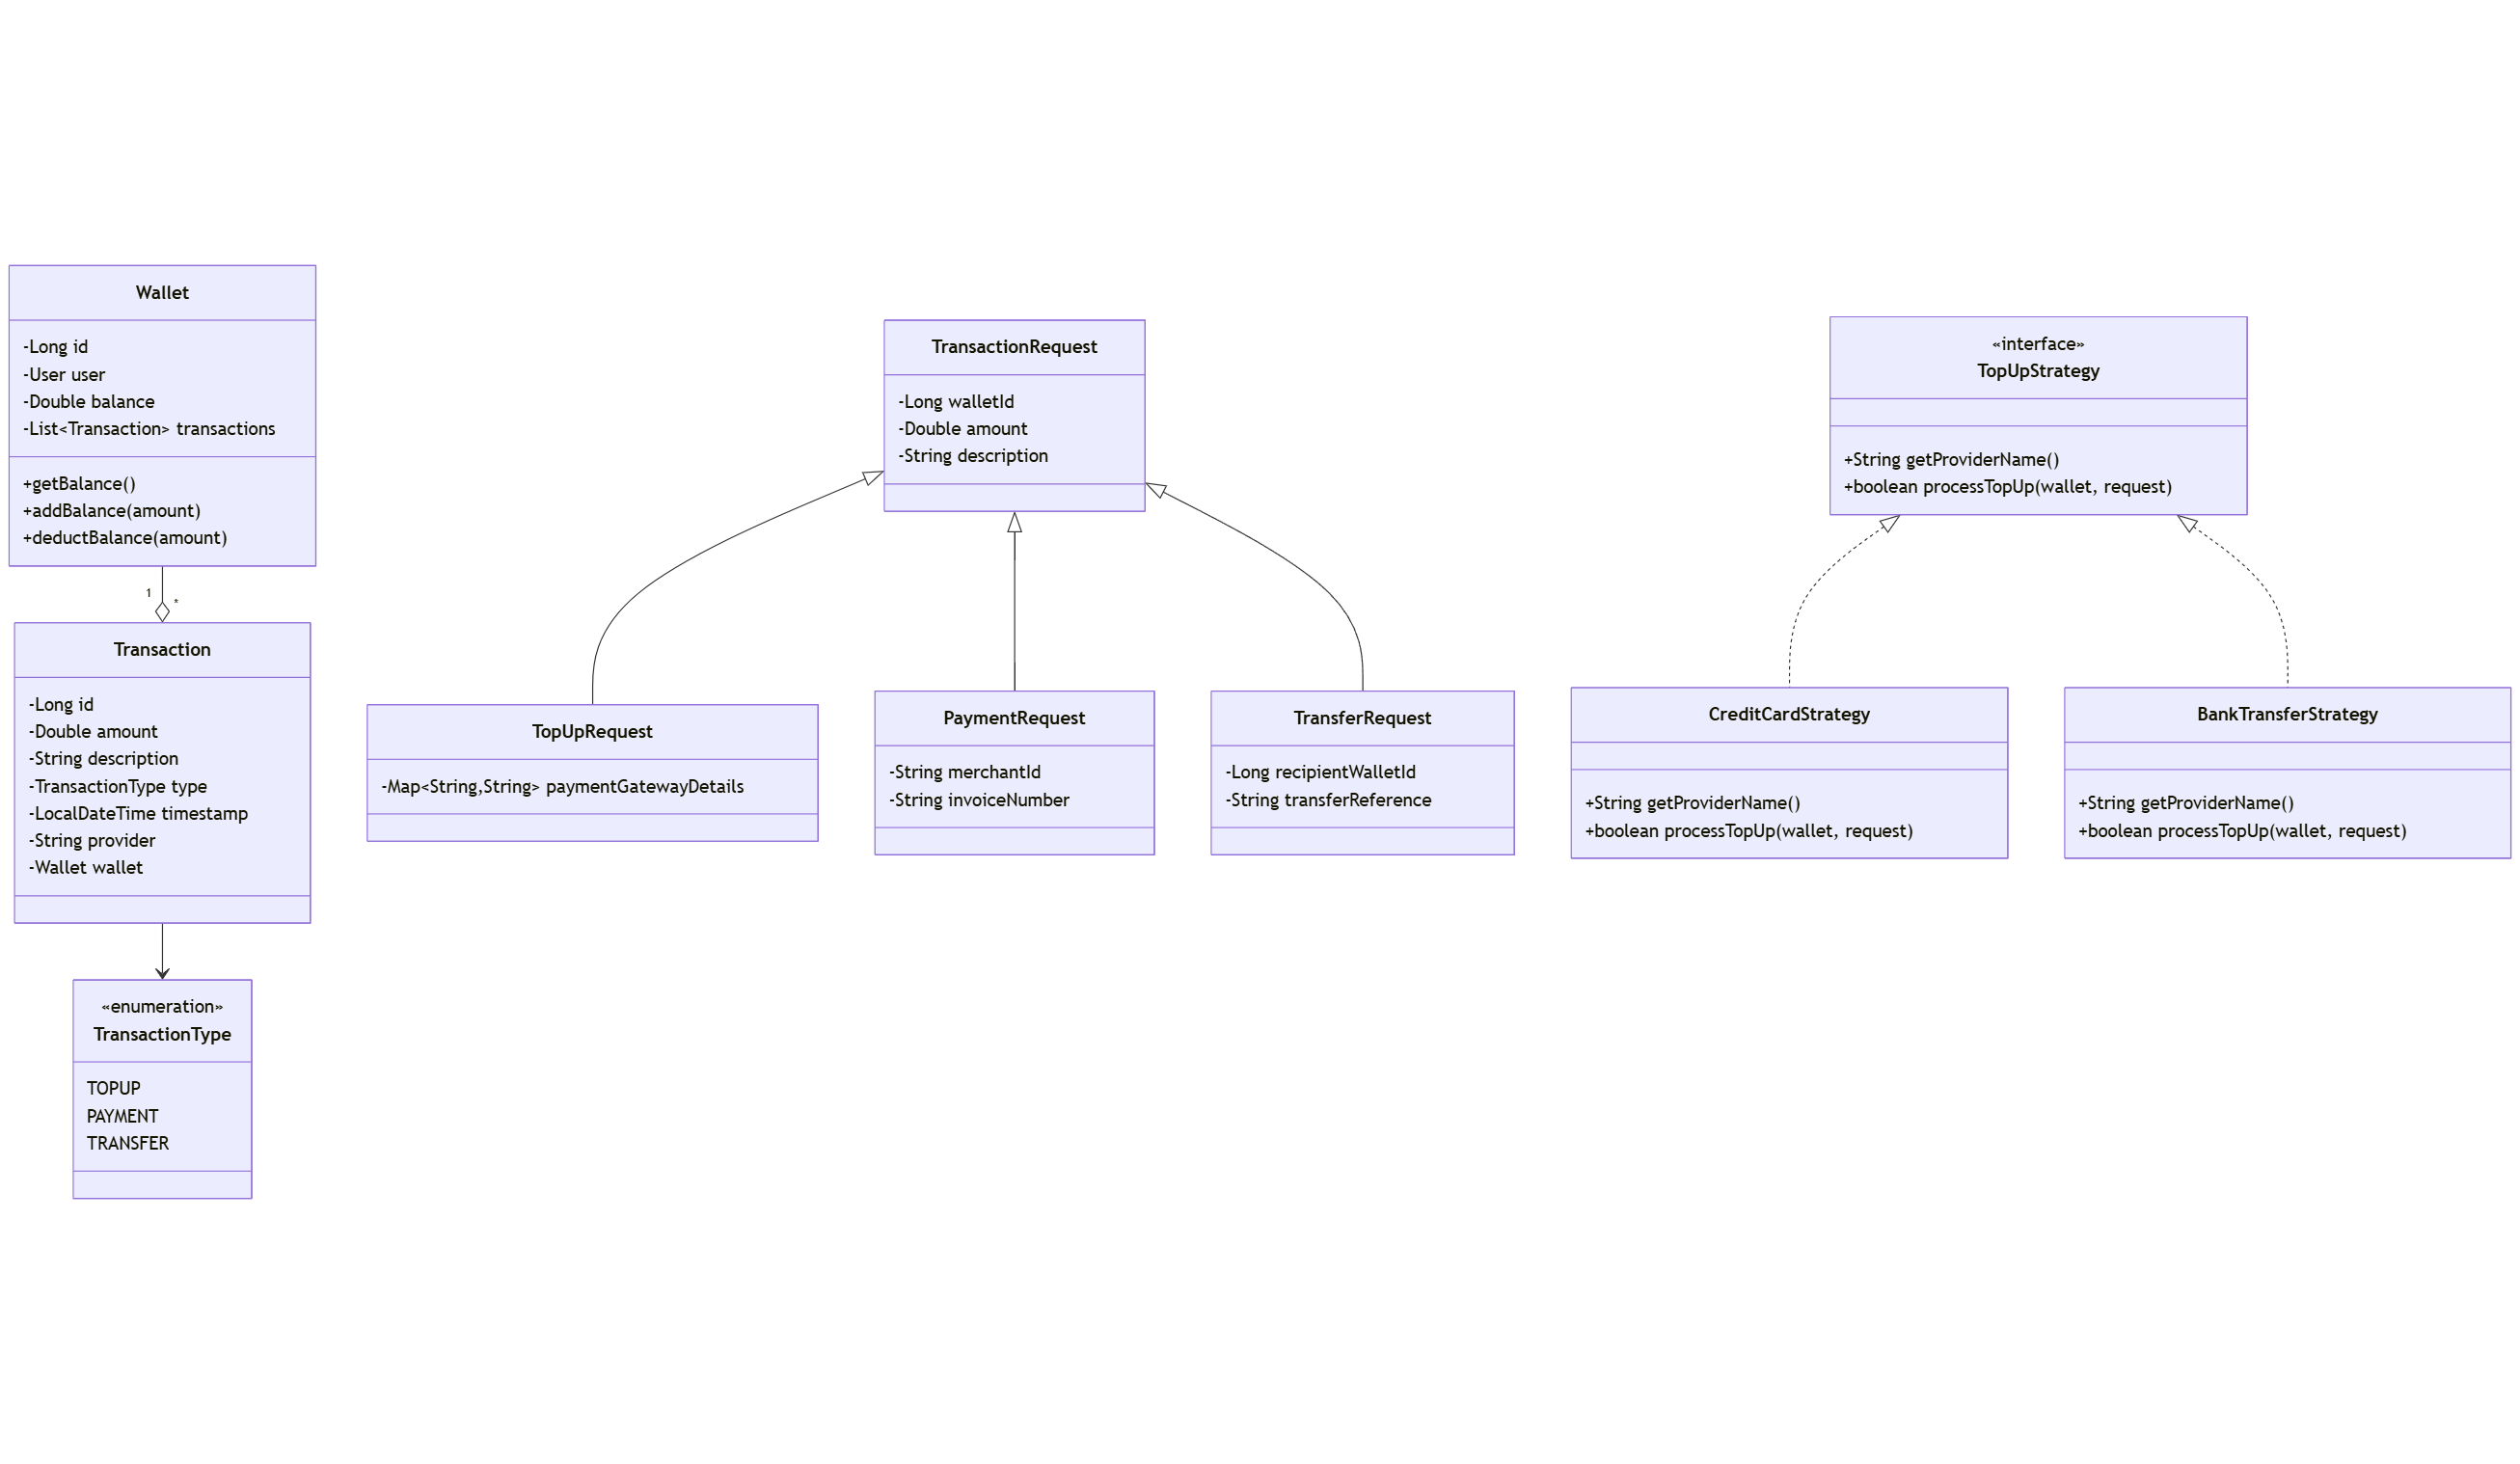 Wallet
-Long id
-User user
-Double balance
-List<Transaction> transactions
+getBalance()
+addBalance(amount)
+deductBalance(amount)
1
*
Transaction
-Long id
-Double amount
-String description
-TransactionType type
-LocalDateTime timestamp
-String provider
-Wallet wallet
«enumeration»
TransactionType
TOPUP
PAYMENT
TRANSFER
TransactionRequest
-Long walletId
-Double amount
-String description
TopUpRequest
-Map<String,String> paymentGatewayDetails
PaymentRequest
-String merchantId
-String invoiceNumber
TransferRequest
-Long recipientWalletId
-String transferReference
«interface»
TopUpStrategy
+String getProviderName()
+boolean processTopUp(wallet, request)
CreditCardStrategy
+String getProviderName()
+boolean processTopUp(wallet, request)
BankTransferStrategy
+String getProviderName()
+boolean processTopUp(wallet, request)